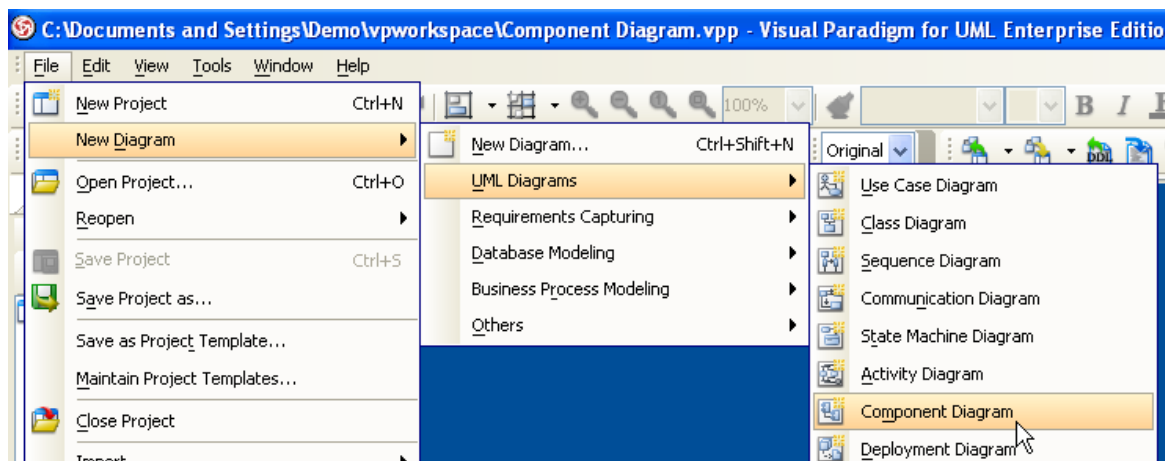 C:\Documents and Settings\Demo\vpworkspace\Component Diagram.vpp - Visual Paradigm for UML Enterprise Editio
File Edit View Tools Window Help
100% B I
Original DDL
New Project Ctrl+N
New Diagram
Open Project... Ctrl+O
Reopen
Save Project Ctrl+S
Save Project as...
Save as Project Template...
Maintain Project Templates...
Close Project
Import
New Diagram... Ctrl+Shift+N
UML Diagrams
Requirements Capturing
Database Modeling
Business Process Modeling
Others
Use Case Diagram
Class Diagram
Sequence Diagram
Communication Diagram
State Machine Diagram
Activity Diagram
Component Diagram
Deployment Diagram